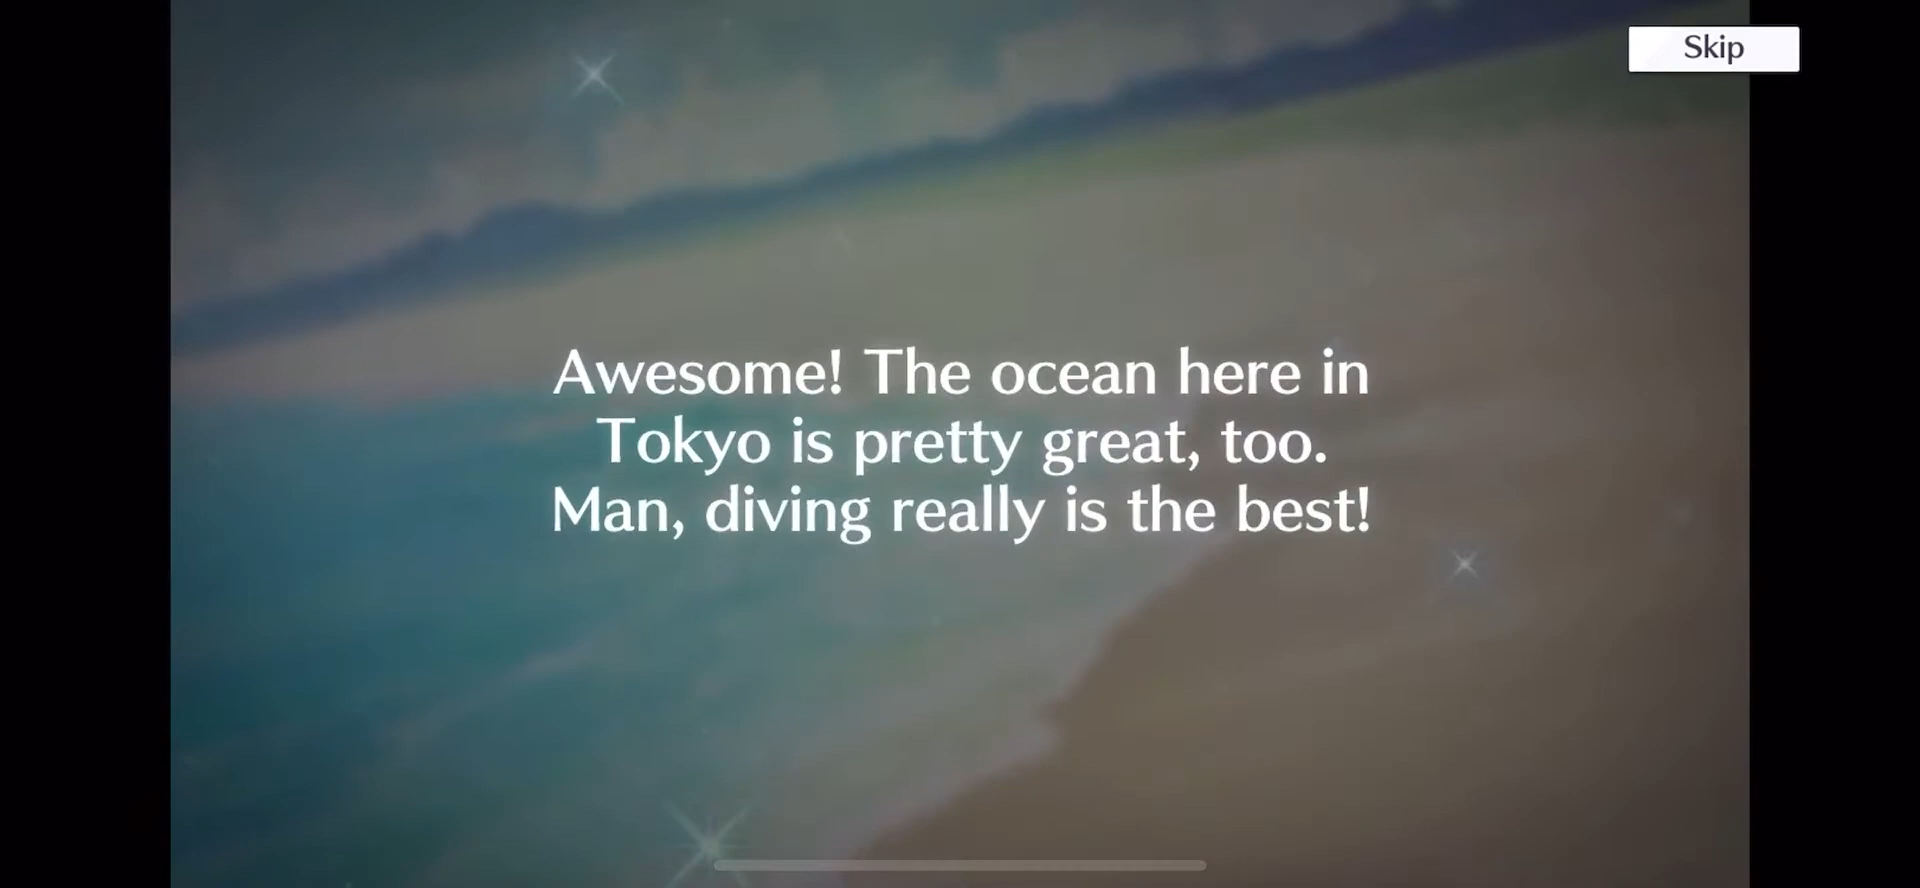 Skip
Awesome! The ocean here in
Tokyo is pretty great, too.
Man, diving really is the best!